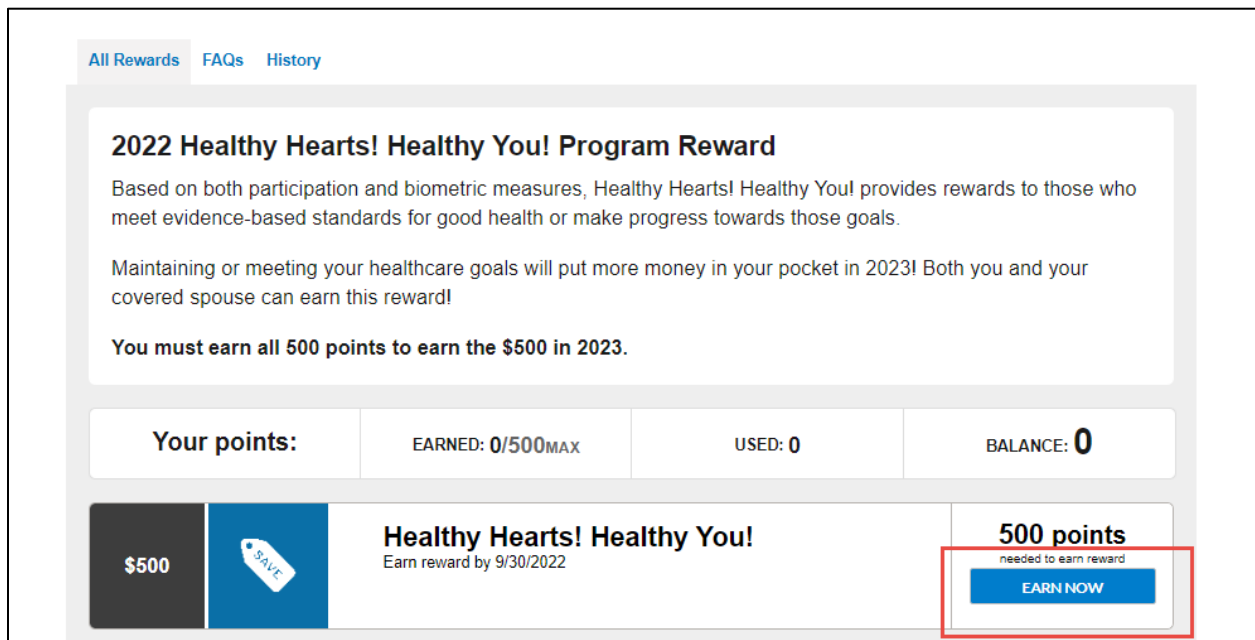 All Rewards FAQs History
2022 Healthy Hearts! Healthy You! Program Reward
Based on both participation and biometric measures, Healthy Hearts! Healthy You! provides rewards to those who
meet evidence-based standards for good health or make progress towards those goals.
Maintaining or meeting your healthcare goals will put more money in your pocket in 2023! Both you and your
covered spouse can earn this reward!
You must earn all 500 points to earn the $500 in 2023.
Your points: EARNED: 0/500MAX USED: 0 BALANCE: 0
$500 SAVE Healthy Hearts! Healthy You! 500 points
Earn reward by 9/30/2022 needed to earn reward
EARN NOW